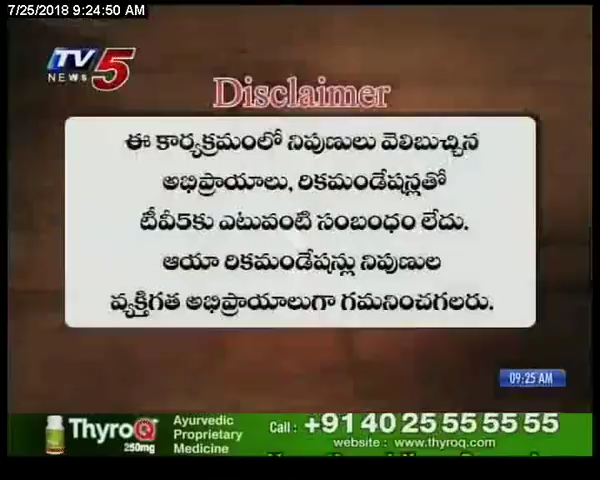 7/25/2018 9:24:50 AM
TV5
NEWS
Disclaimer
ఈ కార్యక్రమంలో నిపుణులు వెలిబుచ్చిన
అభిప్రాయాలు, రికమండేషన్లతో
టీవీ5కు ఎటువంటి సంబంధం లేదు.
ఆయా రికమండేషన్లు నిపుణుల
వ్యక్తిగత అభిప్రాయాలుగా గమనించగలరు.
09:25 AM
ThyroQ
250mg
Ayurvedic
Proprietary
Medicine
Call : +91 40 25 55 55 55
website : www.thyroq.com